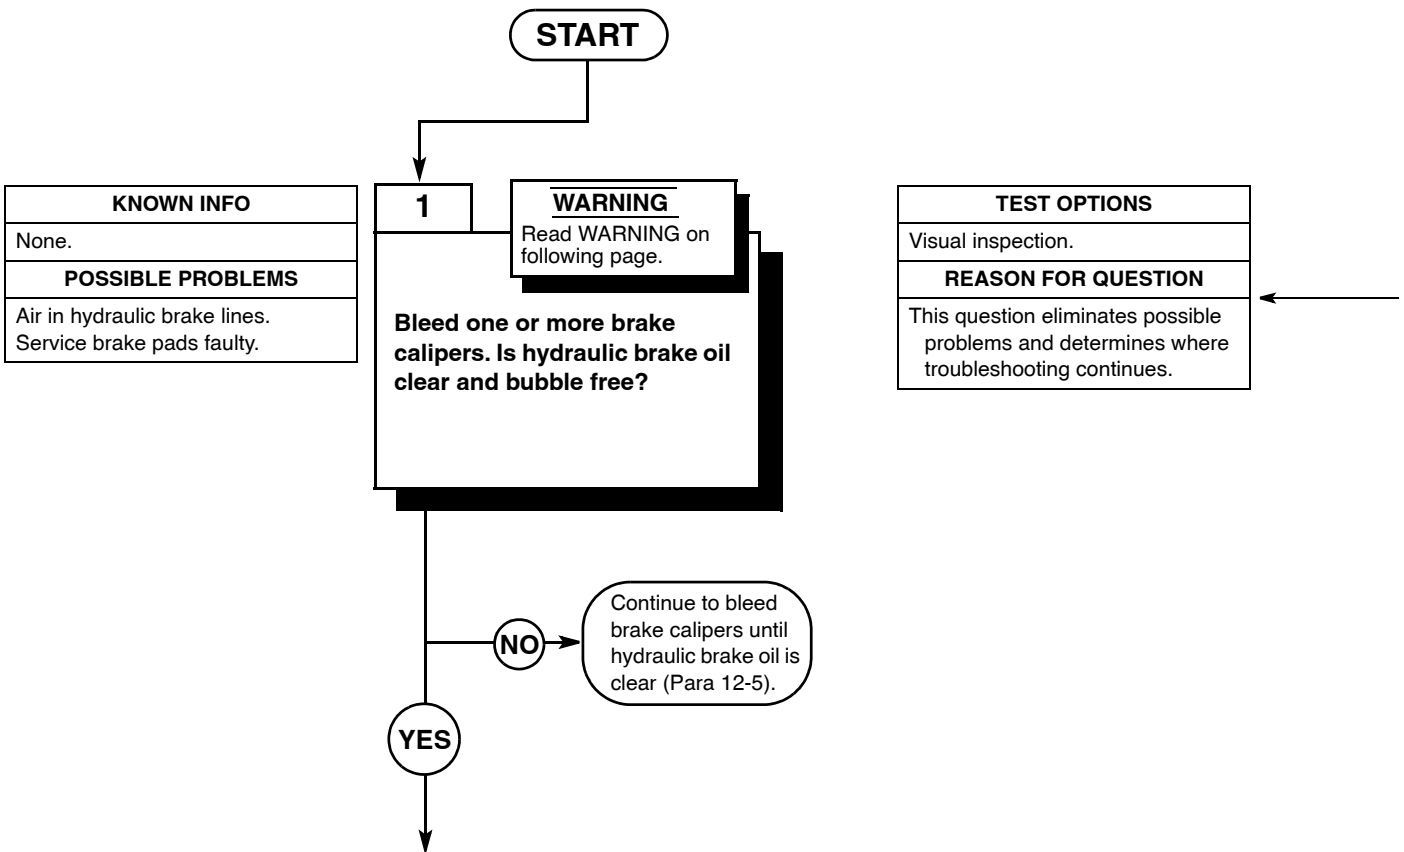 START
KNOWN INFO
None.
POSSIBLE PROBLEMS
Air in hydraulic brake lines.
Service brake pads faulty.
1
WARNING
Read WARNING on
following page.
Bleed one or more brake
calipers. Is hydraulic brake oil
clear and bubble free?
TEST OPTIONS
Visual inspection.
REASON FOR QUESTION
This question eliminates possible
problems and determines where
troubleshooting continues.
NO
Continue to bleed
brake calipers until
hydraulic brake oil is
clear (Para 12-5).
YES